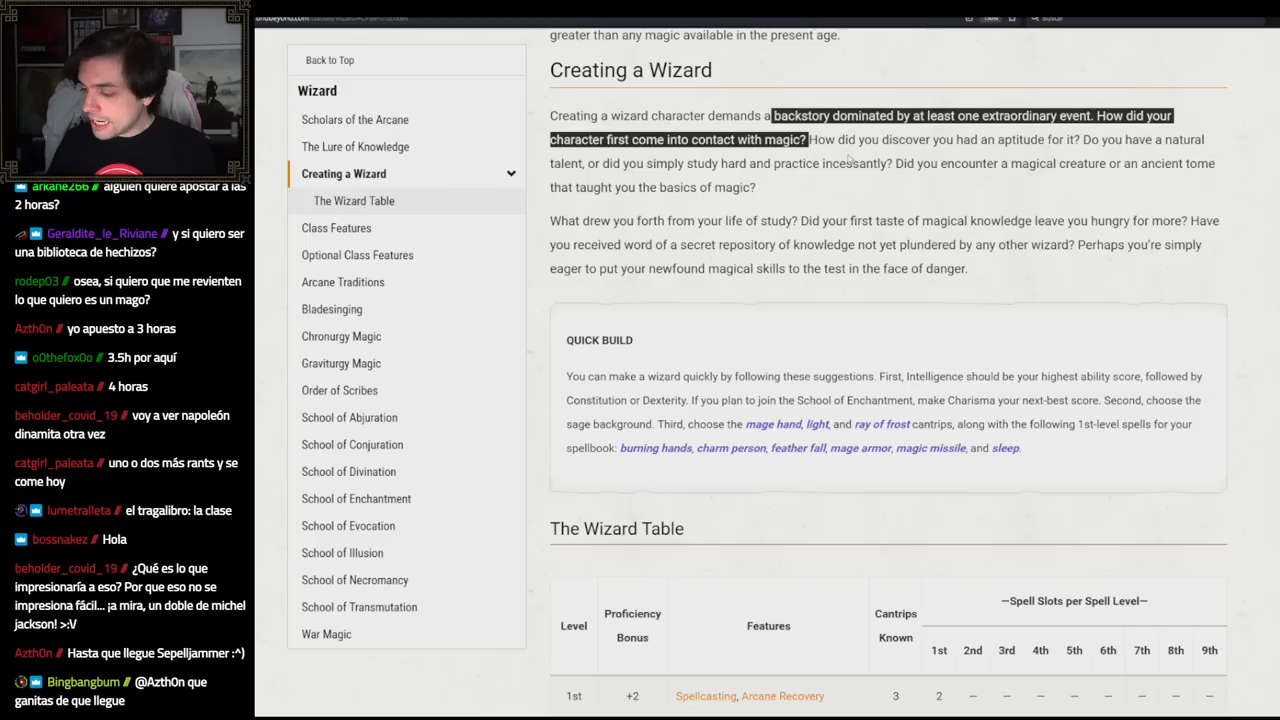 arkane266 // alguien quiere apostar a las
2 horas?
Geraldite_le_Riviane // y si quiero ser
una biblioteca de hechizos?
rodep03 // osea, si quiero que me revienten
lo que quiero es un mago?
Azth0n // yo apuesto a 3 horas
o0thefox0o // 3.5h por aquí
catgirl_paleata // 4 horas
beholder_covid_19 // voy a ver napoleón
dinamita otra vez
catgirl_paleata // uno o dos más rants y se
come hoy
lumetralleta // el tragalibro: la clase
bossnakez // Hola
beholder_covid_19 // ¿Qué es lo que
impresionaría a eso? Por que eso no se
impresiona fácil... ¡a mira, un doble de michel
jackson! >:V
Azth0n // Hasta que llegue Sepelljammer :^)
Bingbangbum // @Azth0n que
ganitas de que llegue
Back to Top
Wizard
Scholars of the Arcane
The Lure of Knowledge
Creating a Wizard
The Wizard Table
Class Features
Optional Class Features
Arcane Traditions
Bladesinging
Chronurgy Magic
Graviturgy Magic
Order of Scribes
School of Abjuration
School of Conjuration
School of Divination
School of Enchantment
School of Evocation
School of Illusion
School of Necromancy
School of Transmutation
War Magic
greater than any magic available in the present age.
Creating a Wizard
Creating a wizard character demands a backstory dominated by at least one extraordinary event. How did your
character first come into contact with magic? How did you discover you had an aptitude for it? Do you have a natural
talent, or did you simply study hard and practice incessantly? Did you encounter a magical creature or an ancient tome
that taught you the basics of magic?
What drew you forth from your life of study? Did your first taste of magical knowledge leave you hungry for more? Have
you received word of a secret repository of knowledge not yet plundered by any other wizard? Perhaps you're simply
eager to put your newfound magical skills to the test in the face of danger.
QUICK BUILD
You can make a wizard quickly by following these suggestions. First, Intelligence should be your highest ability score, followed by
Constitution or Dexterity. If you plan to join the School of Enchantment, make Charisma your next-best score. Second, choose the
sage background. Third, choose the mage hand, light, and ray of frost cantrips, along with the following 1st-level spells for your
spellbook: burning hands, charm person, feather fall, mage armor, magic missile, and sleep.
The Wizard Table
Level Proficiency Bonus Features Cantrips Known —Spell Slots per Spell Level—
1st 2nd 3rd 4th 5th 6th 7th 8th 9th
1st +2 Spellcasting, Arcane Recovery 3 2 — — — — — — — —